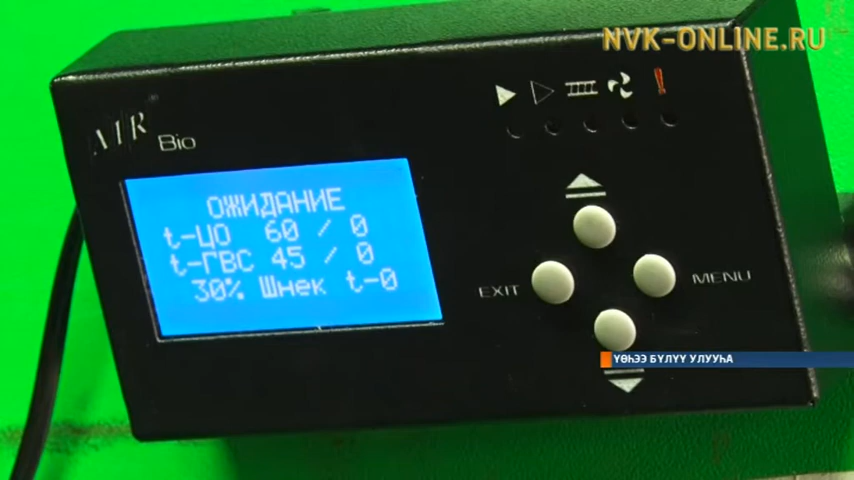 NVK-ONLINE.RU
AIR
Bio
ОЖИДАНИЕ
t-ЦО 60 / 0
t-ГВС 45 / 0
30% Шнек t-0
EXIT
MENU
ҮӨҺЭЭ БҮЛҮҮ УЛУУҺА